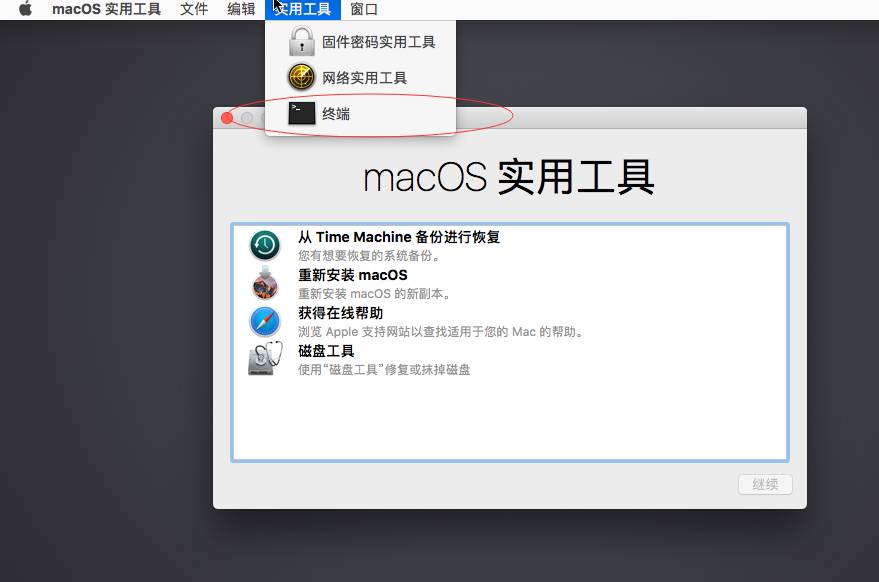 macOS 实用工具 文件 编辑 实用工具 窗口
固件密码实用工具
网络实用工具
>_
终端
macOS 实用工具
从 Time Machine 备份进行恢复
您有想要恢复的系统备份。
重新安装 macOS
重新安装 macOS 的新副本。
获得在线帮助
浏览 Apple 支持网站以查找适用于您的 Mac 的帮助。
磁盘工具
使用“磁盘工具”修复或抹掉磁盘
继续